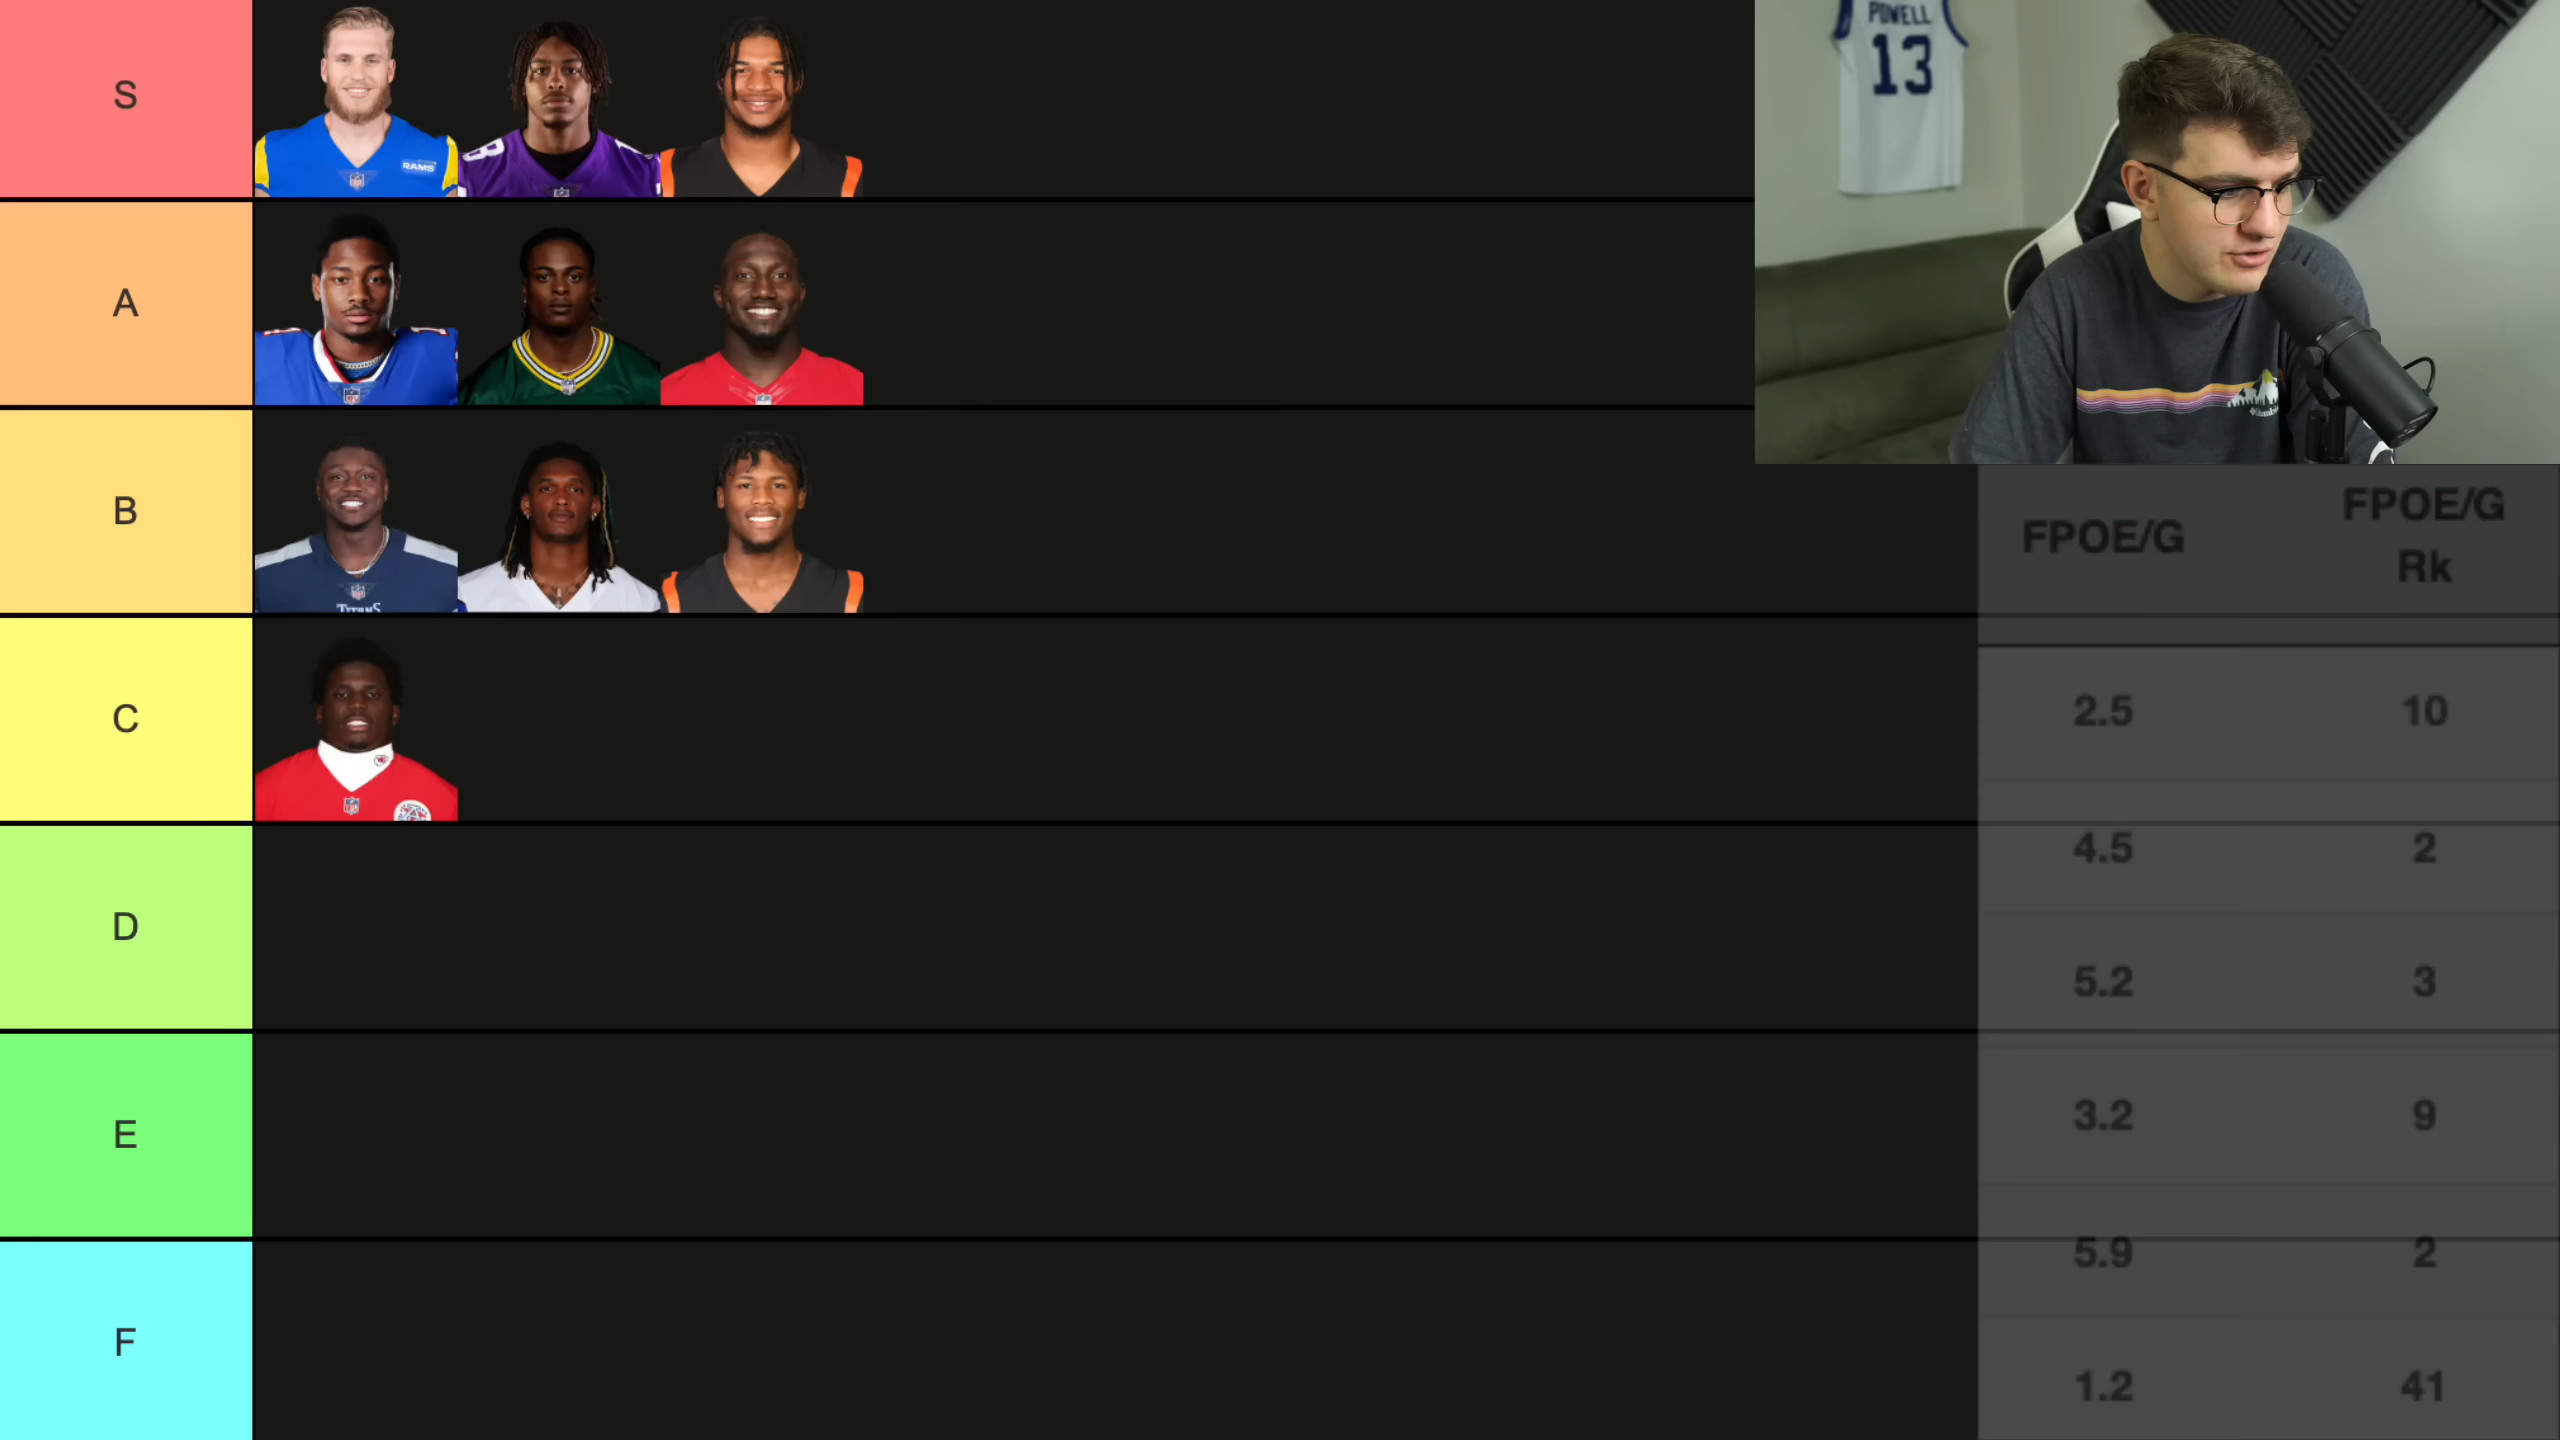 S
RAMS
POWELL
13
A
B
TITANS
FPOE/G
FPOE/G
Rk
C
2.5 10
4.5 2
D
5.2 3
E
3.2 9
5.9 2
F
1.2 41